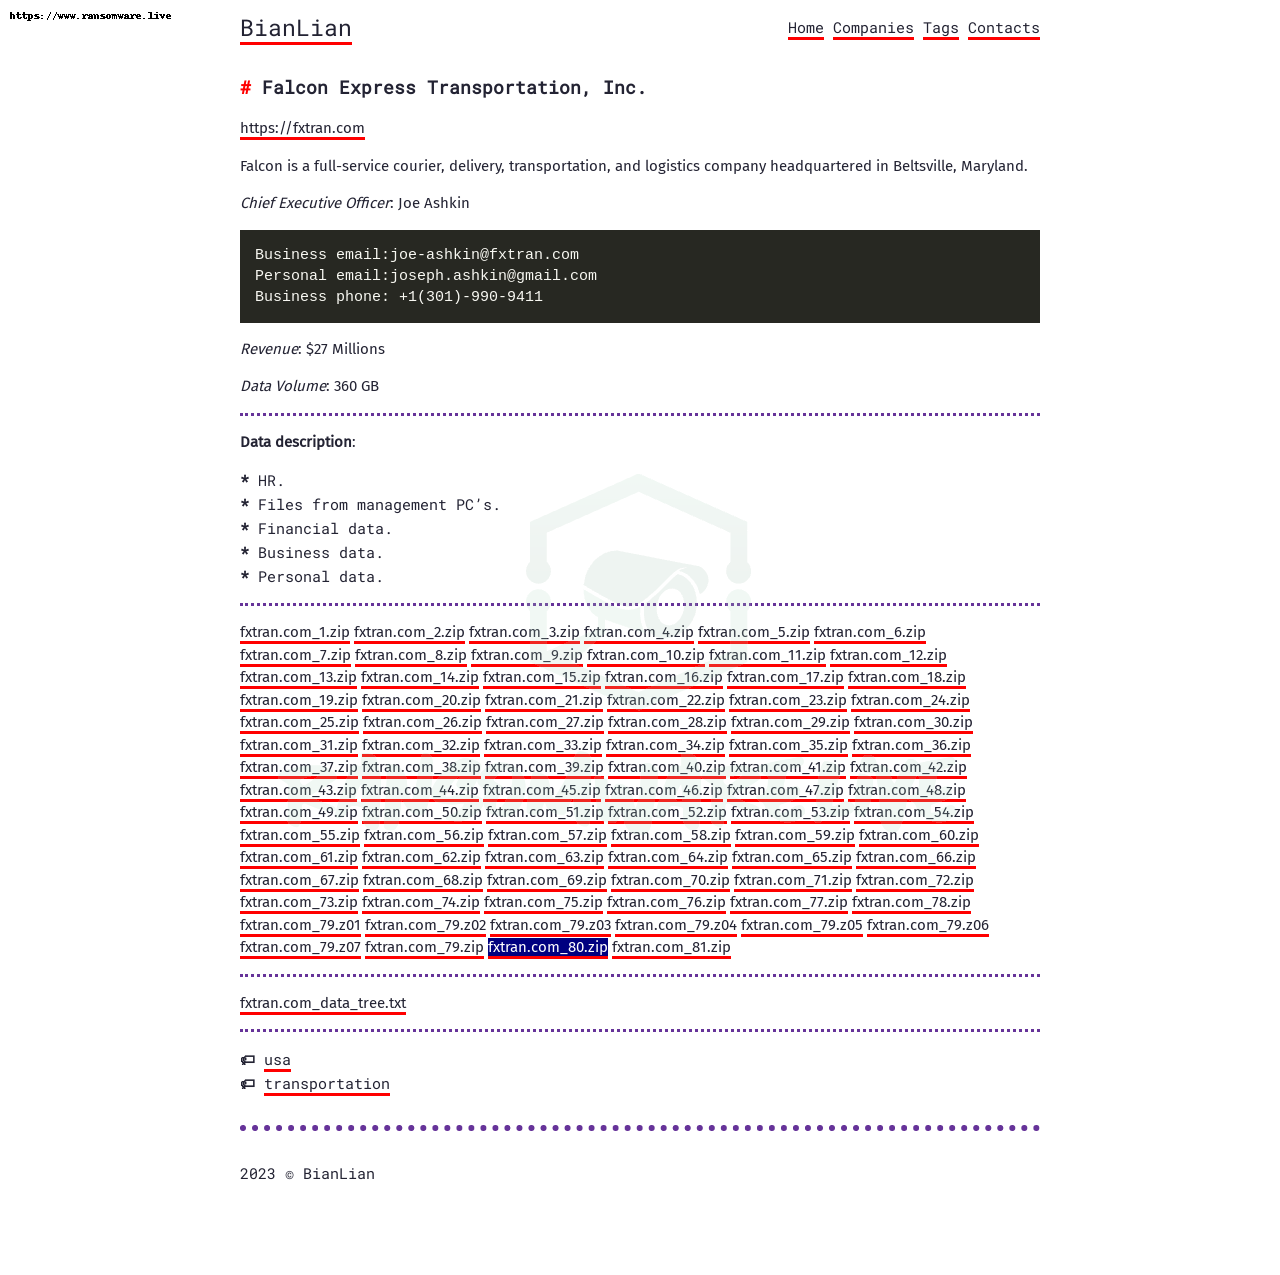 https://www.ransomware.live
BianLian
Home Companies Tags Contacts
# Falcon Express Transportation, Inc.
https://fxtran.com
Falcon is a full-service courier, delivery, transportation, and logistics company headquartered in Beltsville, Maryland.
Chief Executive Officer: Joe Ashkin
Business email:joe-ashkin@fxtran.com
Personal email:joseph.ashkin@gmail.com
Business phone: +1(301)-990-9411
Revenue: $27 Millions
Data Volume: 360 GB
Data description:
* HR.
* Files from management PC’s.
* Financial data.
* Business data.
* Personal data.
fxtran.com_1.zip fxtran.com_2.zip fxtran.com_3.zip fxtran.com_4.zip fxtran.com_5.zip fxtran.com_6.zip
fxtran.com_7.zip fxtran.com_8.zip fxtran.com_9.zip fxtran.com_10.zip fxtran.com_11.zip fxtran.com_12.zip
fxtran.com_13.zip fxtran.com_14.zip fxtran.com_15.zip fxtran.com_16.zip fxtran.com_17.zip fxtran.com_18.zip
fxtran.com_19.zip fxtran.com_20.zip fxtran.com_21.zip fxtran.com_22.zip fxtran.com_23.zip fxtran.com_24.zip
fxtran.com_25.zip fxtran.com_26.zip fxtran.com_27.zip fxtran.com_28.zip fxtran.com_29.zip fxtran.com_30.zip
fxtran.com_31.zip fxtran.com_32.zip fxtran.com_33.zip fxtran.com_34.zip fxtran.com_35.zip fxtran.com_36.zip
fxtran.com_37.zip fxtran.com_38.zip fxtran.com_39.zip fxtran.com_40.zip fxtran.com_41.zip fxtran.com_42.zip
fxtran.com_43.zip fxtran.com_44.zip fxtran.com_45.zip fxtran.com_46.zip fxtran.com_47.zip fxtran.com_48.zip
fxtran.com_49.zip fxtran.com_50.zip fxtran.com_51.zip fxtran.com_52.zip fxtran.com_53.zip fxtran.com_54.zip
fxtran.com_55.zip fxtran.com_56.zip fxtran.com_57.zip fxtran.com_58.zip fxtran.com_59.zip fxtran.com_60.zip
fxtran.com_61.zip fxtran.com_62.zip fxtran.com_63.zip fxtran.com_64.zip fxtran.com_65.zip fxtran.com_66.zip
fxtran.com_67.zip fxtran.com_68.zip fxtran.com_69.zip fxtran.com_70.zip fxtran.com_71.zip fxtran.com_72.zip
fxtran.com_73.zip fxtran.com_74.zip fxtran.com_75.zip fxtran.com_76.zip fxtran.com_77.zip fxtran.com_78.zip
fxtran.com_79.z01 fxtran.com_79.z02 fxtran.com_79.z03 fxtran.com_79.z04 fxtran.com_79.z05 fxtran.com_79.z06
fxtran.com_79.z07 fxtran.com_79.zip fxtran.com_80.zip fxtran.com_81.zip
fxtran.com_data_tree.txt
usa
transportation
2023 © BianLian